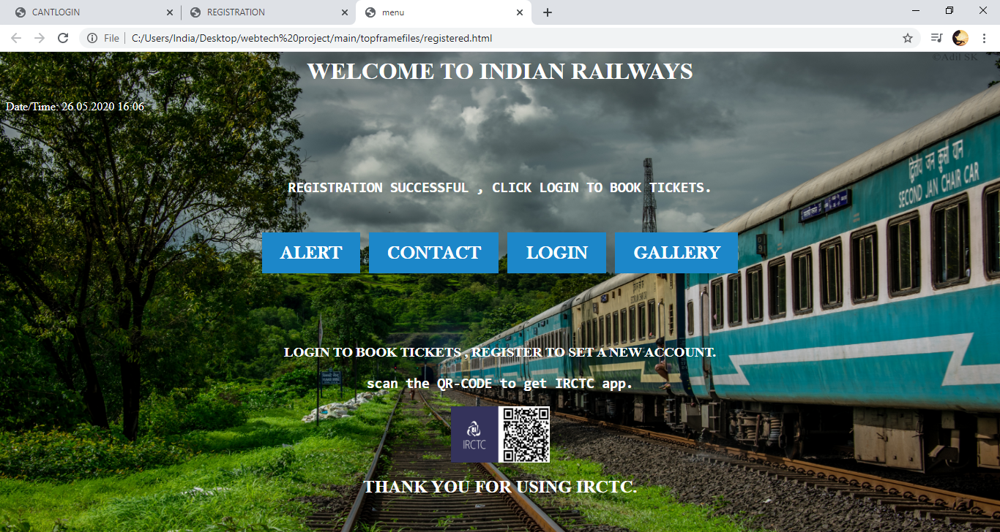 CANTLOGIN
REGISTRATION
menu
File
C:/Users/India/Desktop/webtech%20project/main/topframefiles/registered.html
©Adil SK
WELCOME TO INDIAN RAILWAYS
Date/Time: 26.05.2020 16:06
द्वितीय जन कुर्सी यान
SECOND JAN CHAIR CAR
REGISTRATION SUCCESSFUL , CLICK LOGIN TO BOOK TICKETS.
ALERT
CONTACT
LOGIN
GALLERY
LOGIN TO BOOK TICKETS , REGISTER TO SET A NEW ACCOUNT.
scan the QR-CODE to get IRCTC app.
IRCTC
THANK YOU FOR USING IRCTC.